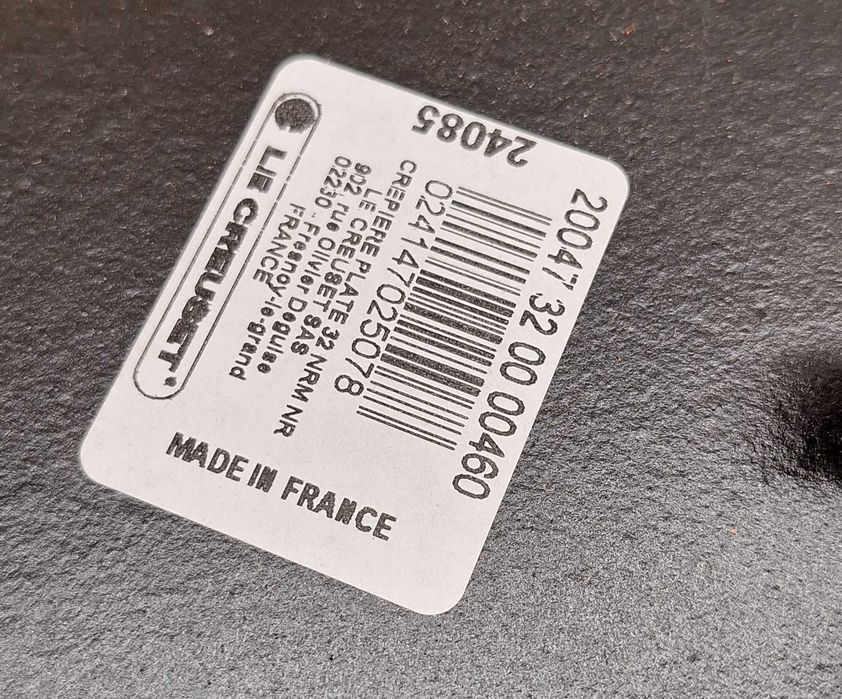 LE CREUSET
20047 32 00 00460
024147025078
CREPIERE PLATE 32 NRM NR
LE CREUSET SAS
902, rue Olivier Deguise
02230 - Fresnoy-le-grand
FRANCE
24085
MADE IN FRANCE